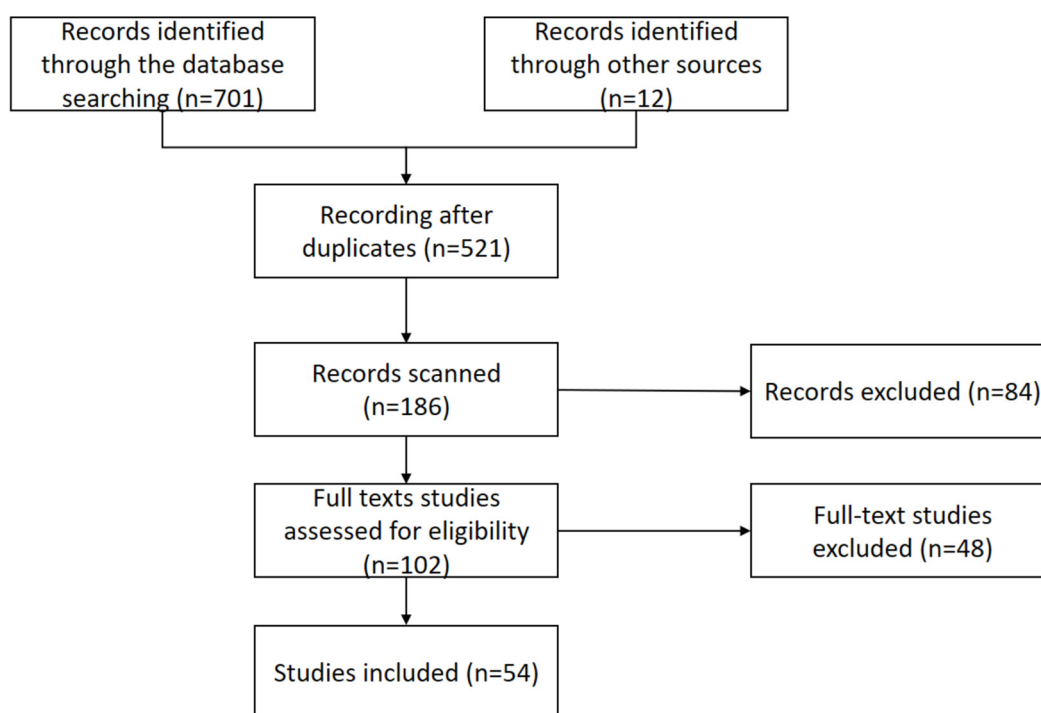 Records identified
through the database
searching (n=701)
Records identified
through other sources
(n=12)
Recording after
duplicates (n=521)
Records scanned
(n=186)
Records excluded (n=84)
Full texts studies
assessed for eligibility
(n=102)
Full-text studies
excluded (n=48)
Studies included (n=54)